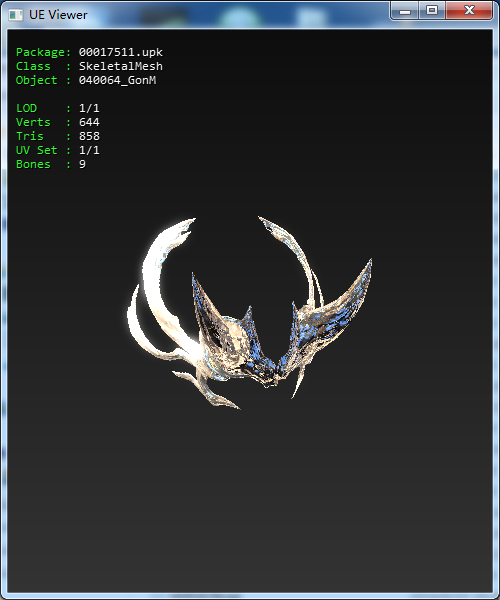 UE Viewer
Package: 00017511.upk
Class : SkeletalMesh
Object : 040064_GonM
LOD : 1/1
Verts : 644
Tris : 858
UV Set : 1/1
Bones : 9